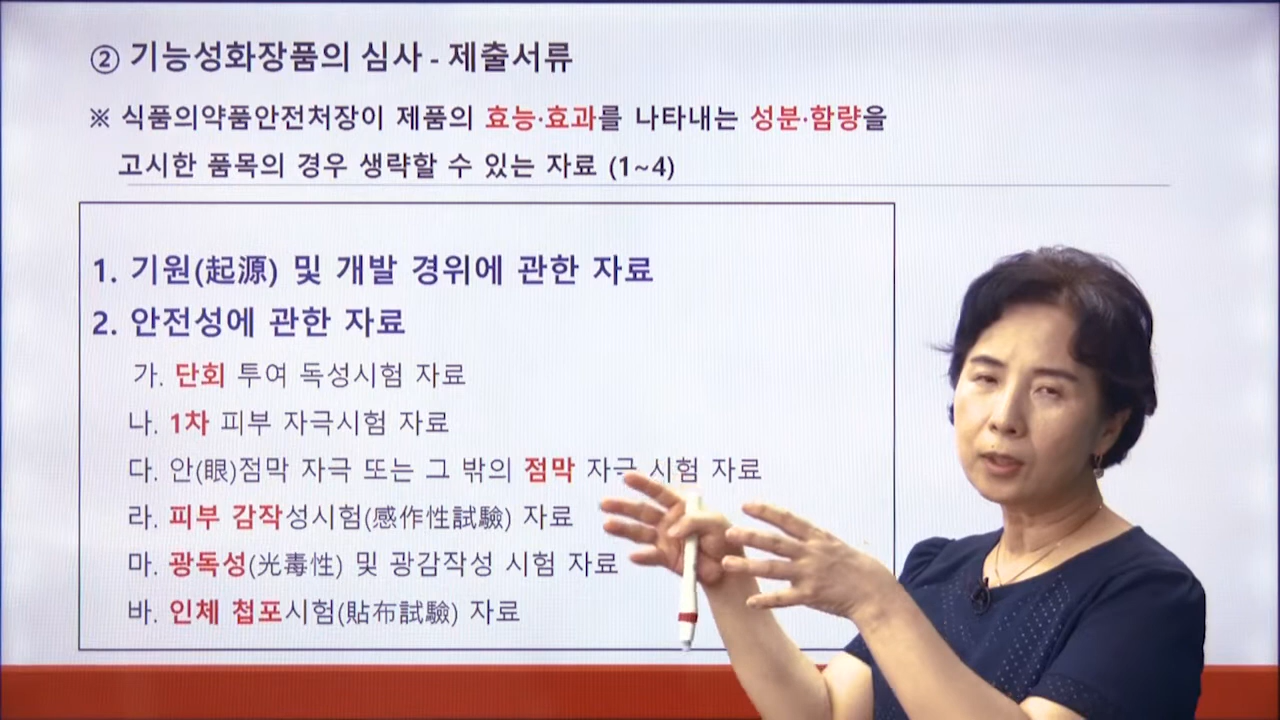 ② 기능성화장품의 심사 - 제출서류
※ 식품의약품안전처장이 제품의 효능·효과를 나타내는 성분·함량을
고시한 품목의 경우 생략할 수 있는 자료 (1~4)
1. 기원(起源) 및 개발 경위에 관한 자료
2. 안전성에 관한 자료
가. 단회 투여 독성시험 자료
나. 1차 피부 자극시험 자료
다. 안(眼)점막 자극 또는 그 밖의 점막 자극 시험 자료
라. 피부 감작성시험(感作性試驗) 자료
마. 광독성(光毒性) 및 광감작성 시험 자료
바. 인체 첩포시험(貼布試驗) 자료